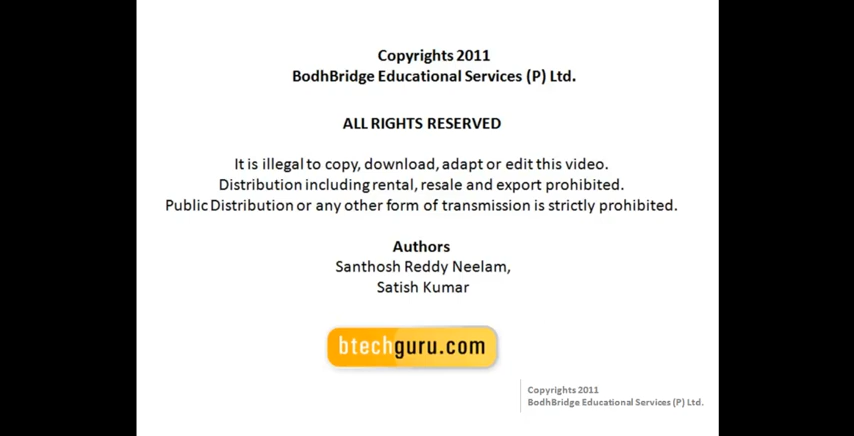 Copyrights 2011
BodhBridge Educational Services (P) Ltd.
ALL RIGHTS RESERVED
It is illegal to copy, download, adapt or edit this video.
Distribution including rental, resale and export prohibited.
Public Distribution or any other form of transmission is strictly prohibited.
Authors
Santhosh Reddy Neelam,
Satish Kumar
btechguru.com
Copyrights 2011
BodhBridge Educational Services (P) Ltd.